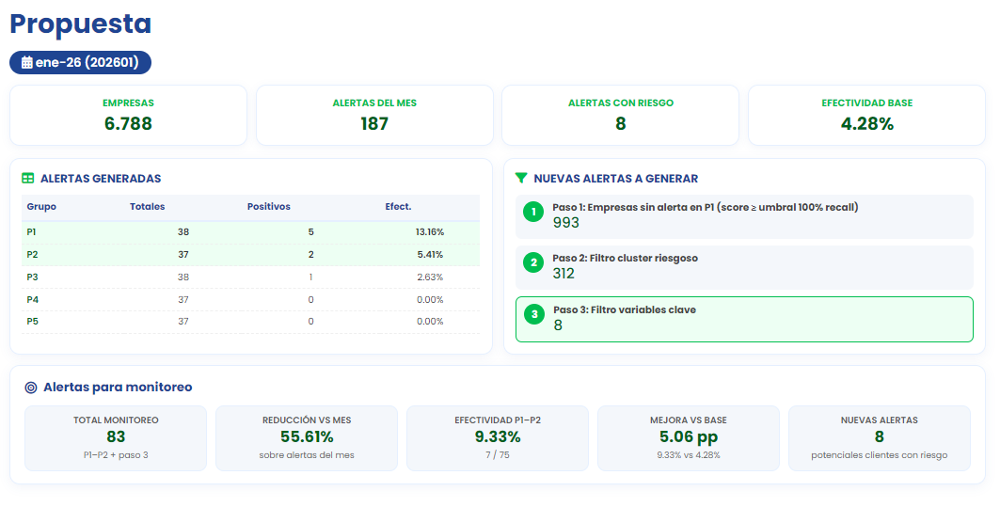 Propuesta
ene-26 (202601)
EMPRESAS
6.788
ALERTAS DEL MES
187
ALERTAS CON RIESGO
8
EFECTIVIDAD BASE
4.28%
ALERTAS GENERADAS
Grupo Totales Positivos Efect.
P1 38 5 13.16%
P2 37 2 5.41%
P3 38 1 2.63%
P4 37 0 0.00%
P5 37 0 0.00%
NUEVAS ALERTAS A GENERAR
1 Paso 1: Empresas sin alerta en P1 (score ≥ umbral 100% recall)
993
2 Paso 2: Filtro cluster riesgoso
312
3 Paso 3: Filtro variables clave
8
Alertas para monitoreo
TOTAL MONITOREO
83
P1–P2 + paso 3
REDUCCIÓN VS MES
55.61%
sobre alertas del mes
EFECTIVIDAD P1–P2
9.33%
7 / 75
MEJORA VS BASE
5.06 pp
9.33% vs 4.28%
NUEVAS ALERTAS
8
potenciales clientes con riesgo